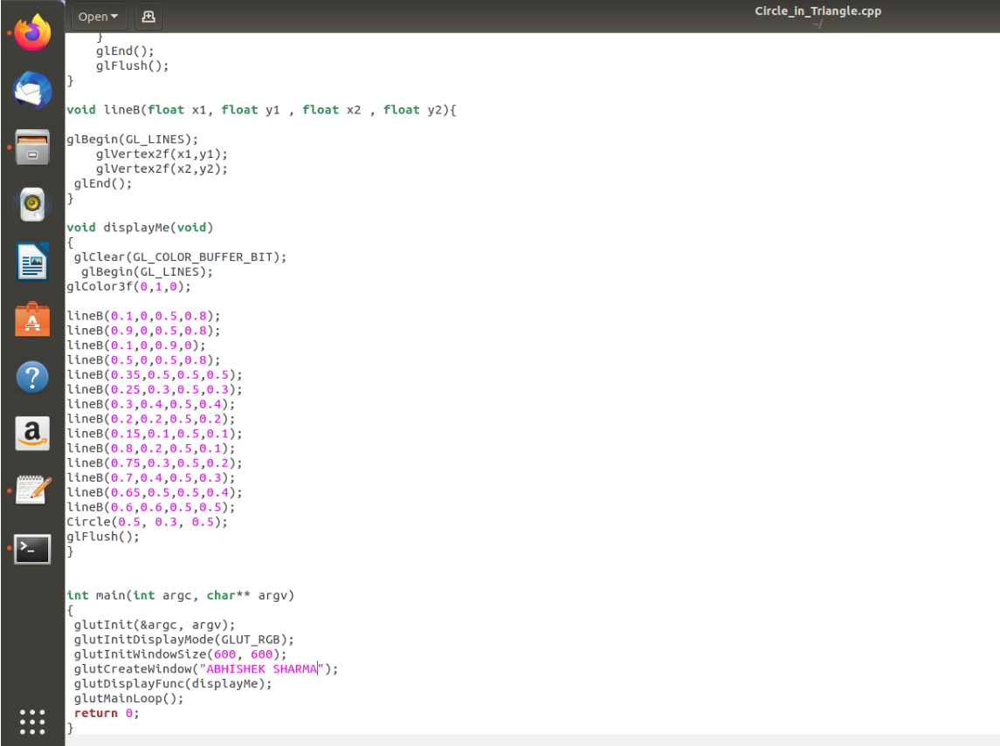 Open
Circle_in_Triangle.cpp
~/
}
glEnd();
glFlush();
}
void lineB(float x1, float y1 , float x2 , float y2){
glBegin(GL_LINES);
glVertex2f(x1,y1);
glVertex2f(x2,y2);
glEnd();
}
void displayMe(void)
{
glClear(GL_COLOR_BUFFER_BIT);
glBegin(GL_LINES);
glColor3f(0,1,0);
lineB(0.1,0,0.5,0.8);
lineB(0.9,0,0.5,0.8);
lineB(0.1,0,0.9,0);
lineB(0.5,0,0.5,0.8);
lineB(0.35,0.5,0.5,0.5);
lineB(0.25,0.3,0.5,0.3);
lineB(0.3,0.4,0.5,0.4);
lineB(0.2,0.2,0.5,0.2);
lineB(0.15,0.1,0.5,0.1);
lineB(0.8,0.2,0.5,0.1);
lineB(0.75,0.3,0.5,0.2);
lineB(0.7,0.4,0.5,0.3);
lineB(0.65,0.5,0.5,0.4);
lineB(0.6,0.6,0.5,0.5);
Circle(0.5, 0.3, 0.5);
glFlush();
}
int main(int argc, char** argv)
{
glutInit(&argc, argv);
glutInitDisplayMode(GLUT_RGB);
glutInitWindowSize(600, 600);
glutCreateWindow("ABHISHEK SHARMA");
glutDisplayFunc(displayMe);
glutMainLoop();
return 0;
}